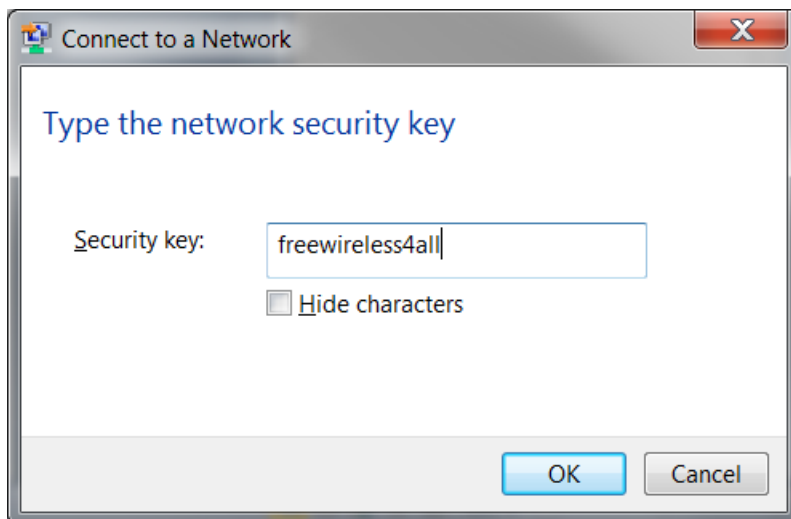 Connect to a Network
Type the network security key
Security key: freewireless4all
Hide characters
OK Cancel